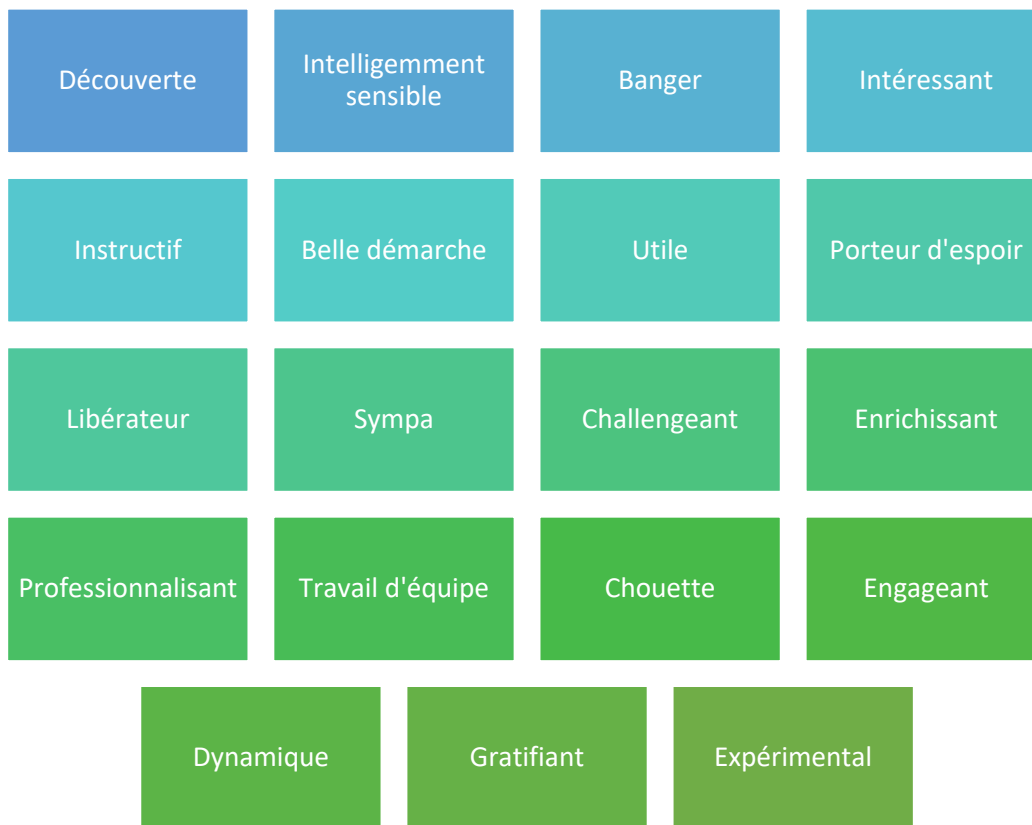 Découverte
Intelligemment
sensible
Banger
Intéressant
Instructif
Belle démarche
Utile
Porteur d'espoir
Libérateur
Sympa
Challengeant
Enrichissant
Professionnalisant
Travail d'équipe
Chouette
Engageant
Dynamique
Gratifiant
Expérimental